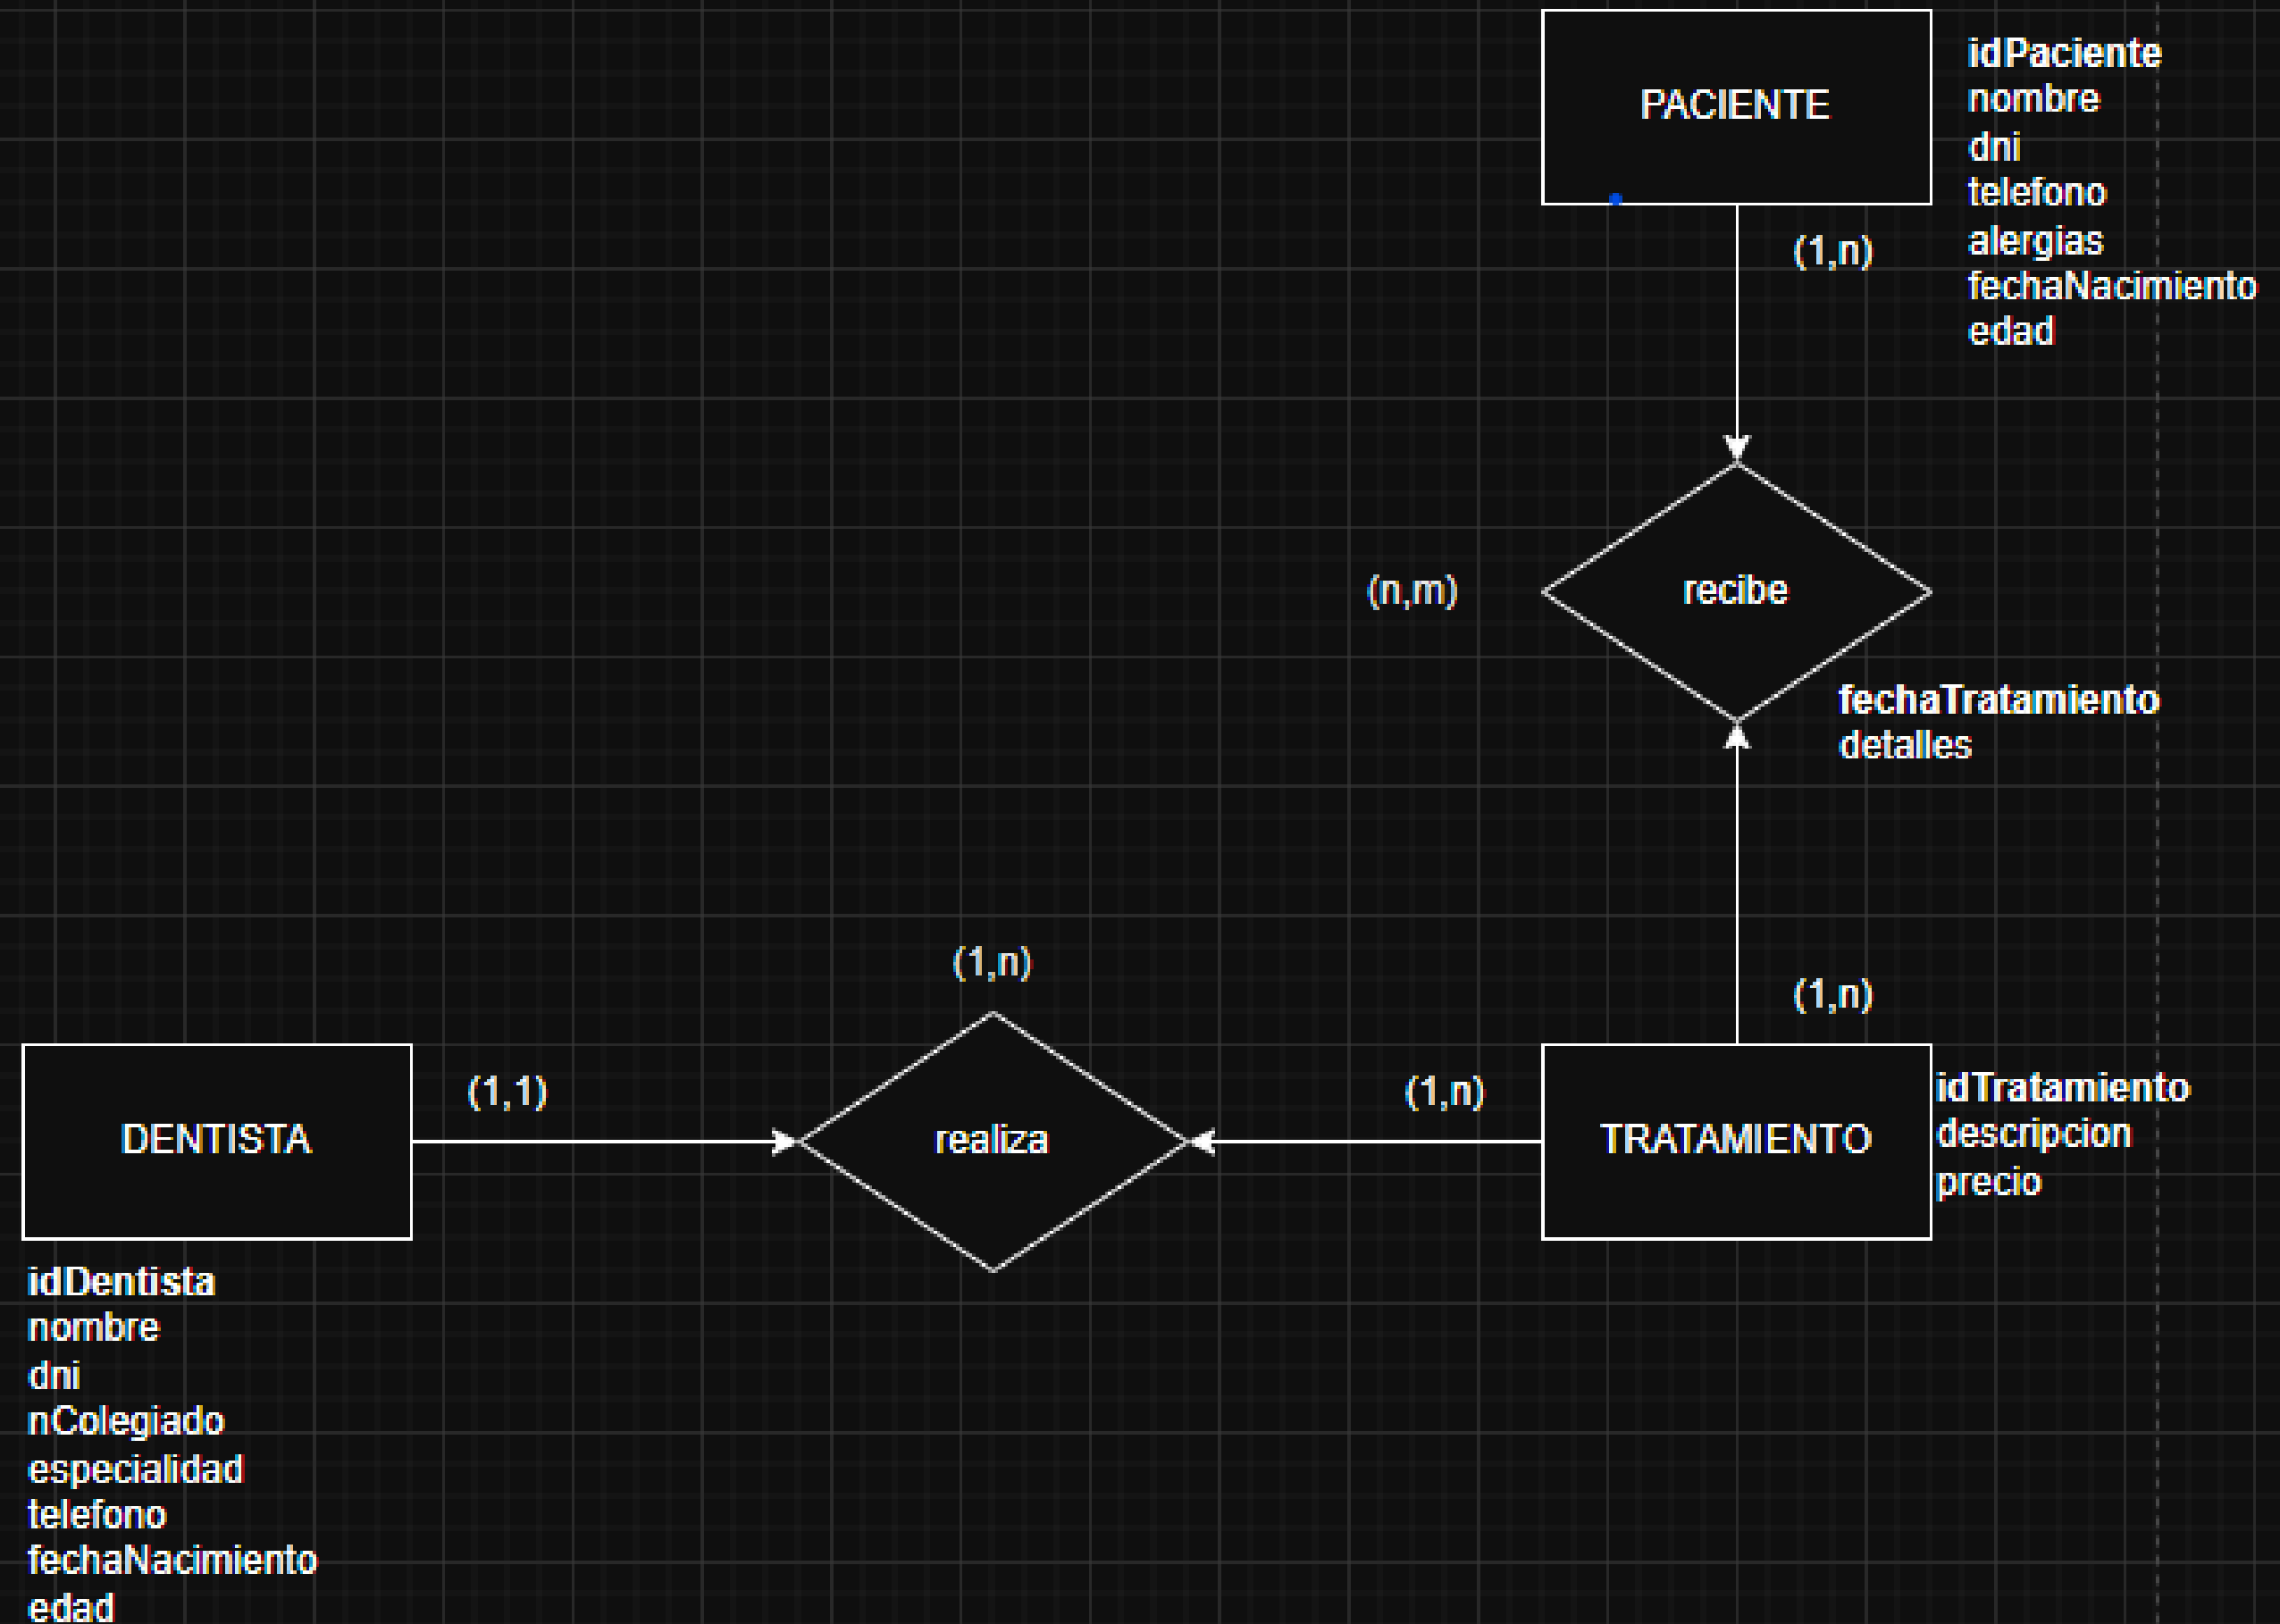 PACIENTE
idPaciente
nombre
dni
telefono
alergias
fechaNacimiento
edad
(1,n)
(n,m)
recibe
fechaTratamiento
detalles
(1,n)
(1,n)
DENTISTA
(1,1)
realiza
(1,n)
TRATAMIENTO
idTratamiento
descripcion
precio
idDentista
nombre
dni
nColegiado
especialidad
telefono
fechaNacimiento
edad